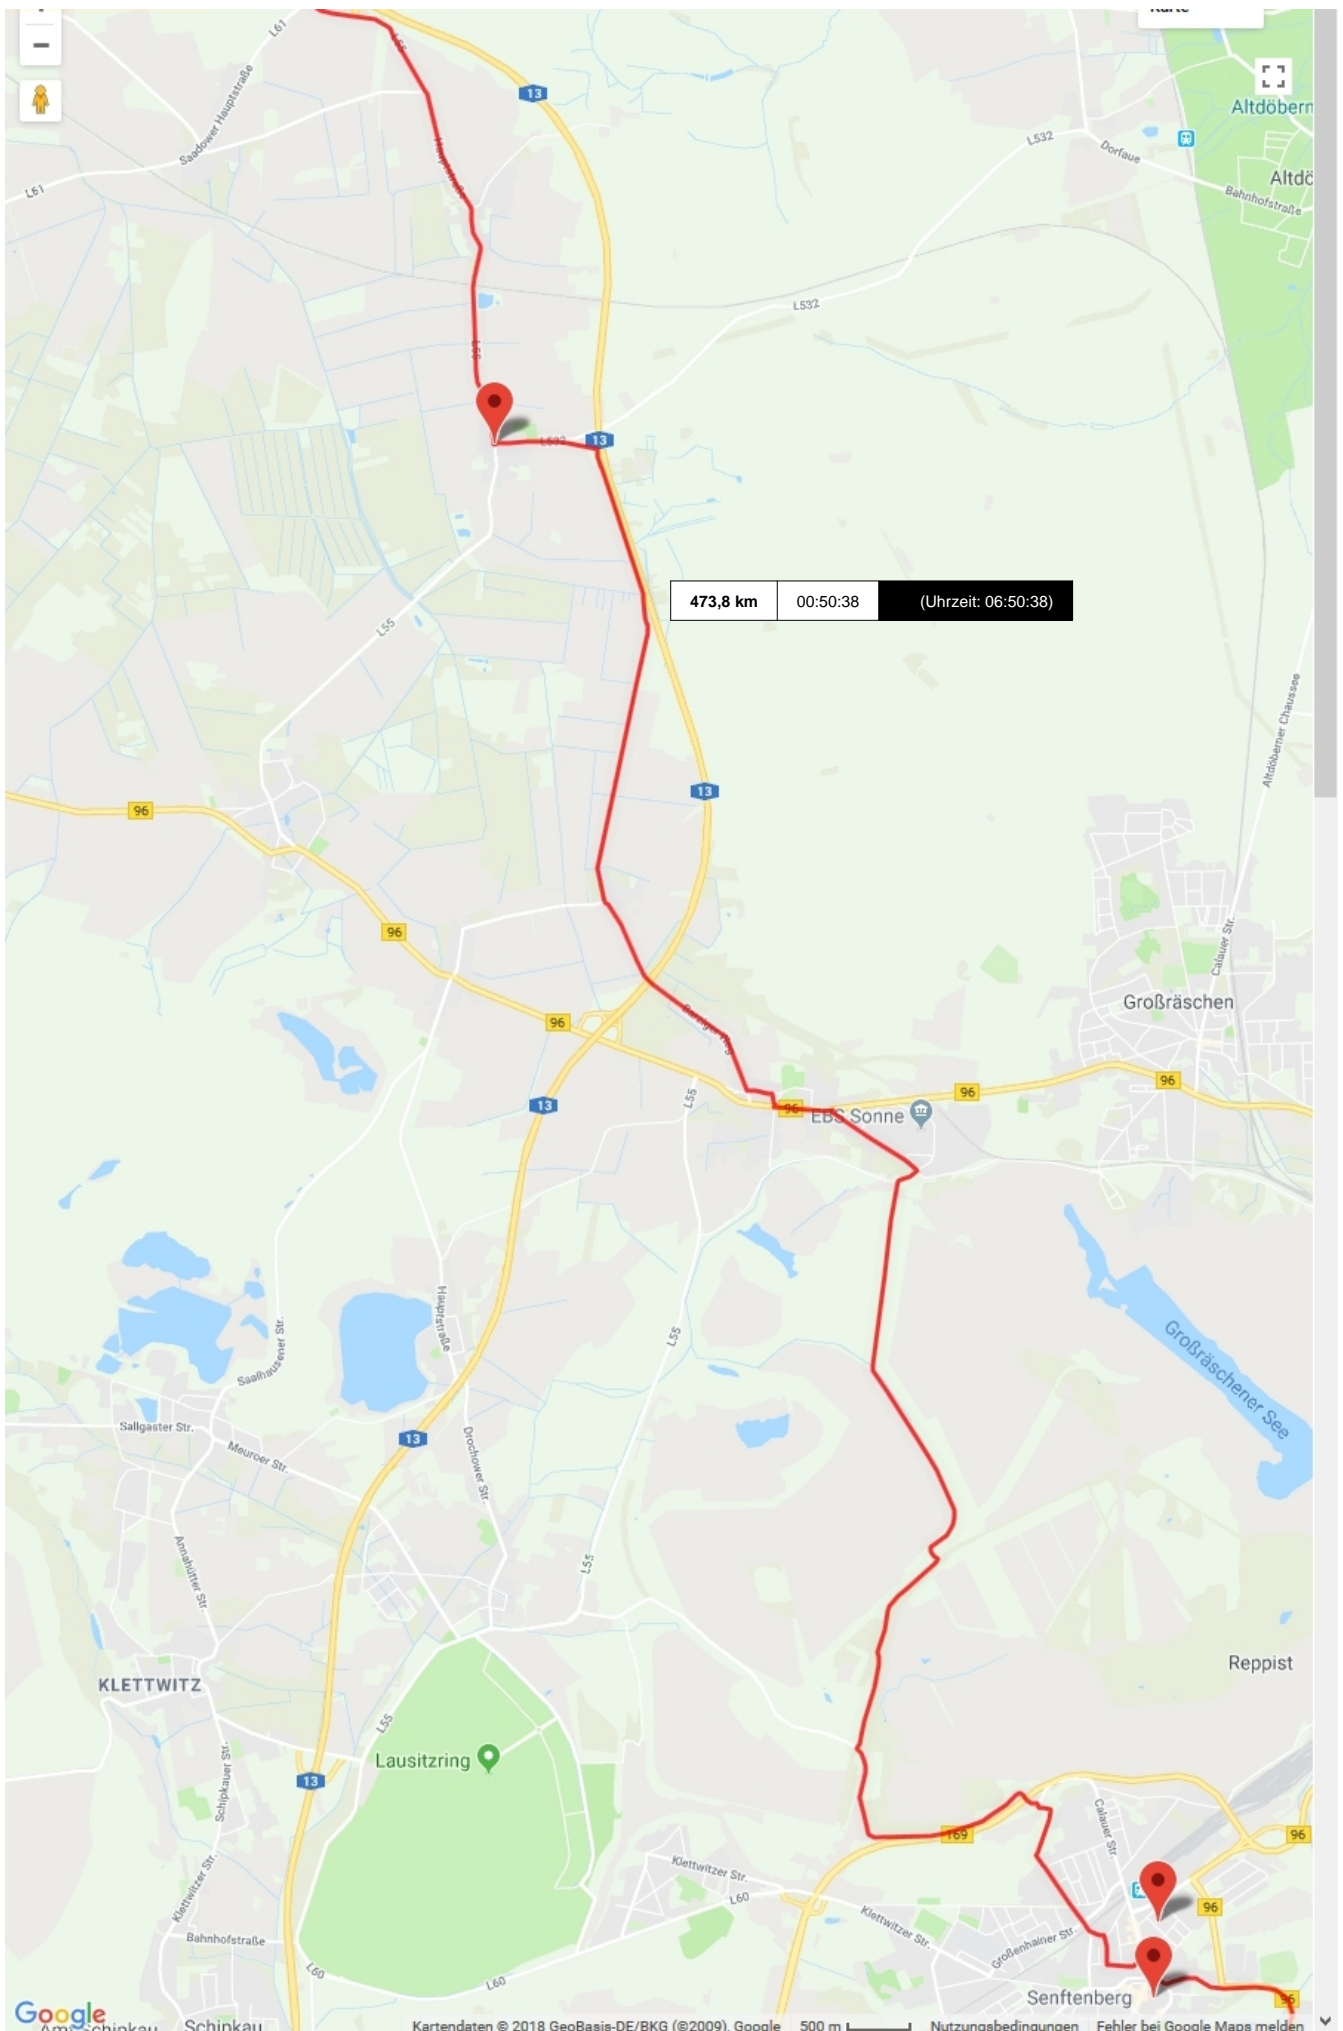 Karte
L61
L55
13
Altdöbern
Saadower Hauptstraße
L532
Dorfaue
Hauptstraße
Altdö
L61
Bahnhofstraße
L532
L55
L532
13
473,8 km 00:50:38 (Uhrzeit: 06:50:38)
L55
Altdöberner Chaussee
13
96
96
Calauer Str.
Großräschen
96
Barziger Weg
96
96
L55
13
96
EBS Sonne
Hauptstraße
L55
Saalhausener Str.
Großräschener See
Sallgaster Str.
Meuroer Str.
13
Drochower Str.
Annahütter Str.
L55
Reppist
KLETTWITZ
L55
Lausitzring
13
Schipkauer Str.
Calauer Str.
169
96
Klettwitzer Str.
Klettwitzer Str.
L60
96
Klettwitzer Str.
Großenhainer Str.
Bahnhofstraße
L60
L60
Senftenberg
96
Google
Schipkau
Kartendaten © 2018 GeoBasis-DE/BKG (©2009), Google 500 m Nutzungsbedingungen Fehler bei Google Maps melden